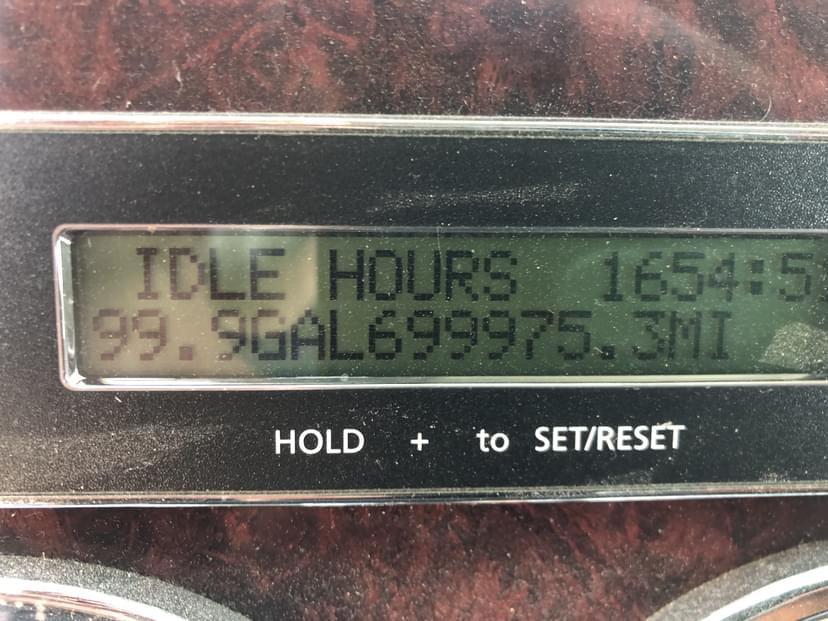 IDLE HOURS 1654:5
99.9GAL699975.3MI
HOLD + to SET/RESET